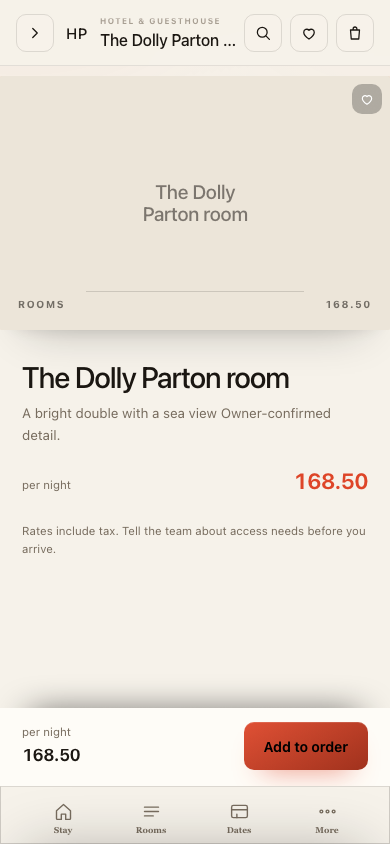 HOTEL & GUESTHOUSE
HP
The Dolly Parton ...
The Dolly
Parton room
ROOMS
168.50
The Dolly Parton room
A bright double with a sea view Owner-confirmed
detail.
per night
168.50
Rates include tax. Tell the team about access needs before you
arrive.
per night
168.50
Add to order
Stay
Rooms
Dates
More